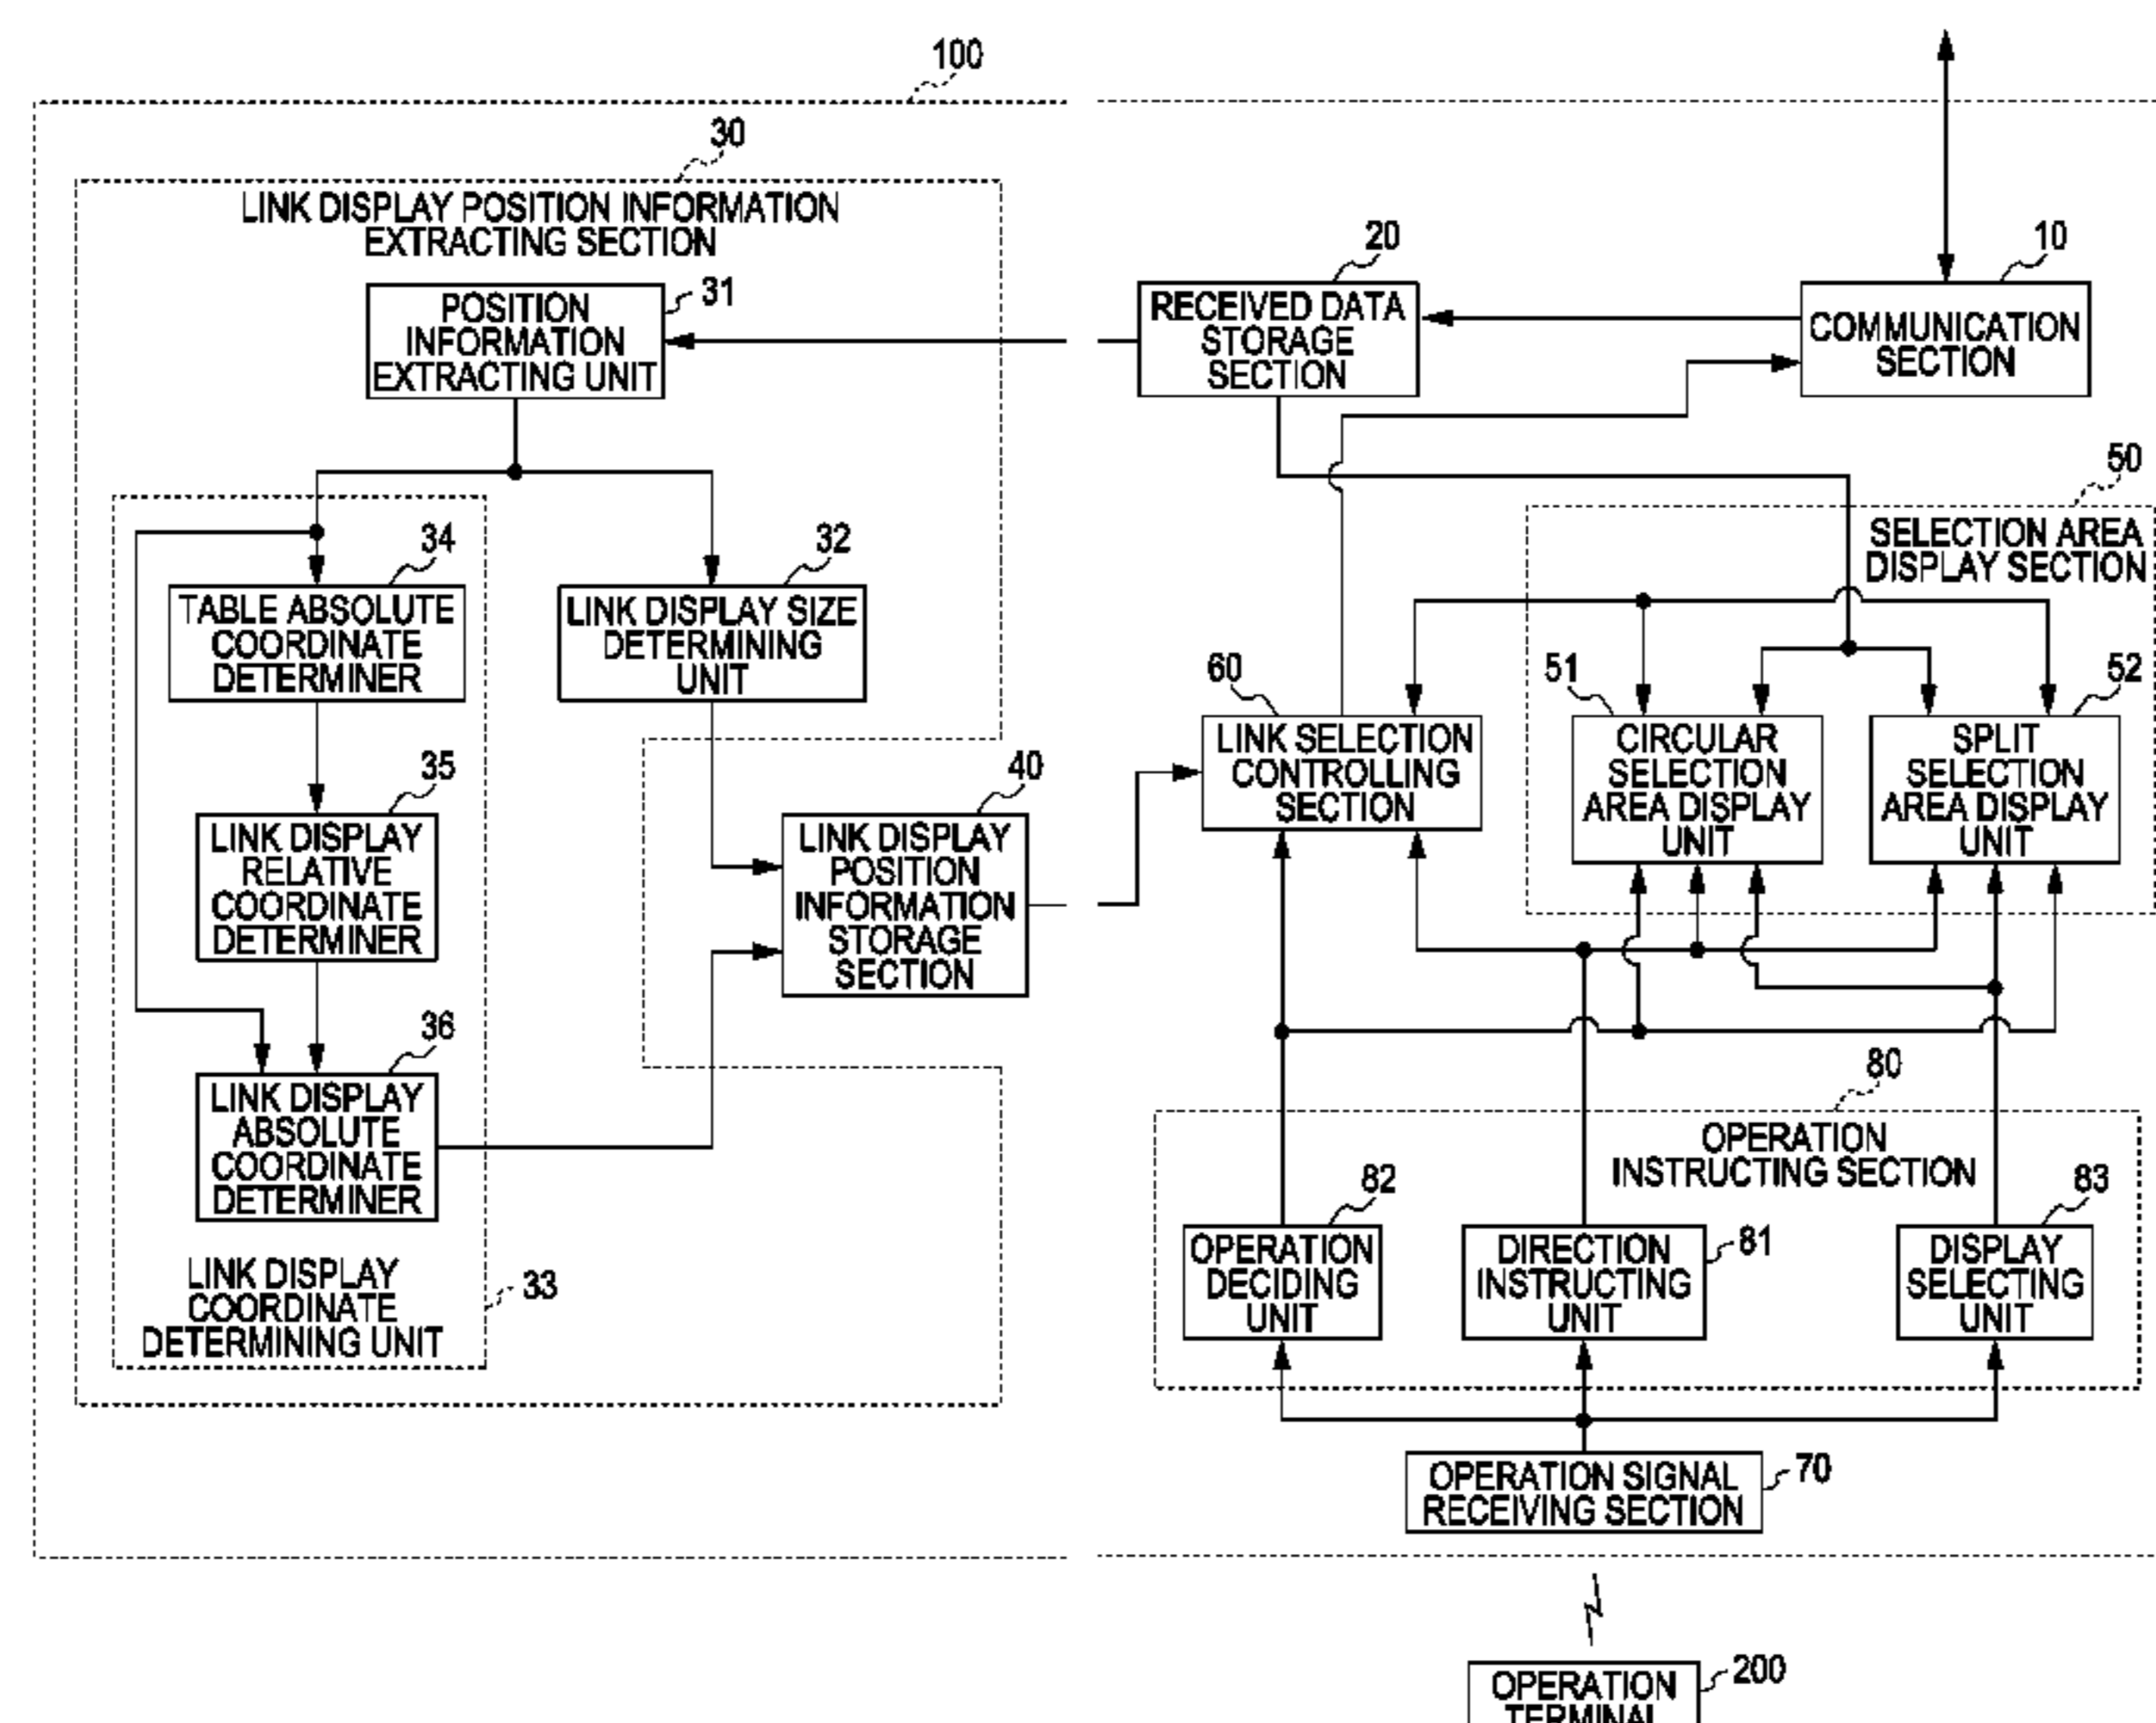 100
30
LINK DISPLAY POSITION INFORMATION
EXTRACTING SECTION
31
POSITION
INFORMATION
EXTRACTING UNIT
20
RECEIVED DATA
STORAGE
SECTION
10
COMMUNICATION
SECTION
50
SELECTION AREA
DISPLAY SECTION
34
TABLE ABSOLUTE
COORDINATE
DETERMINER
32
LINK DISPLAY SIZE
DETERMINING
UNIT
60
LINK SELECTION
CONTROLLING
SECTION
51
CIRCULAR
SELECTION
AREA DISPLAY
UNIT
52
SPLIT
SELECTION
AREA DISPLAY
UNIT
35
LINK DISPLAY
RELATIVE
COORDINATE
DETERMINER
40
LINK DISPLAY
POSITION
INFORMATION
STORAGE
SECTION
36
LINK DISPLAY
ABSOLUTE
COORDINATE
DETERMINER
LINK DISPLAY
COORDINATE
DETERMINING UNIT
33
80
OPERATION
INSTRUCTING SECTION
82
OPERATION
DECIDING
UNIT
81
DIRECTION
INSTRUCTING
UNIT
83
DISPLAY
SELECTING
UNIT
70
OPERATION SIGNAL
RECEIVING SECTION
200
OPERATION
TERMINAL